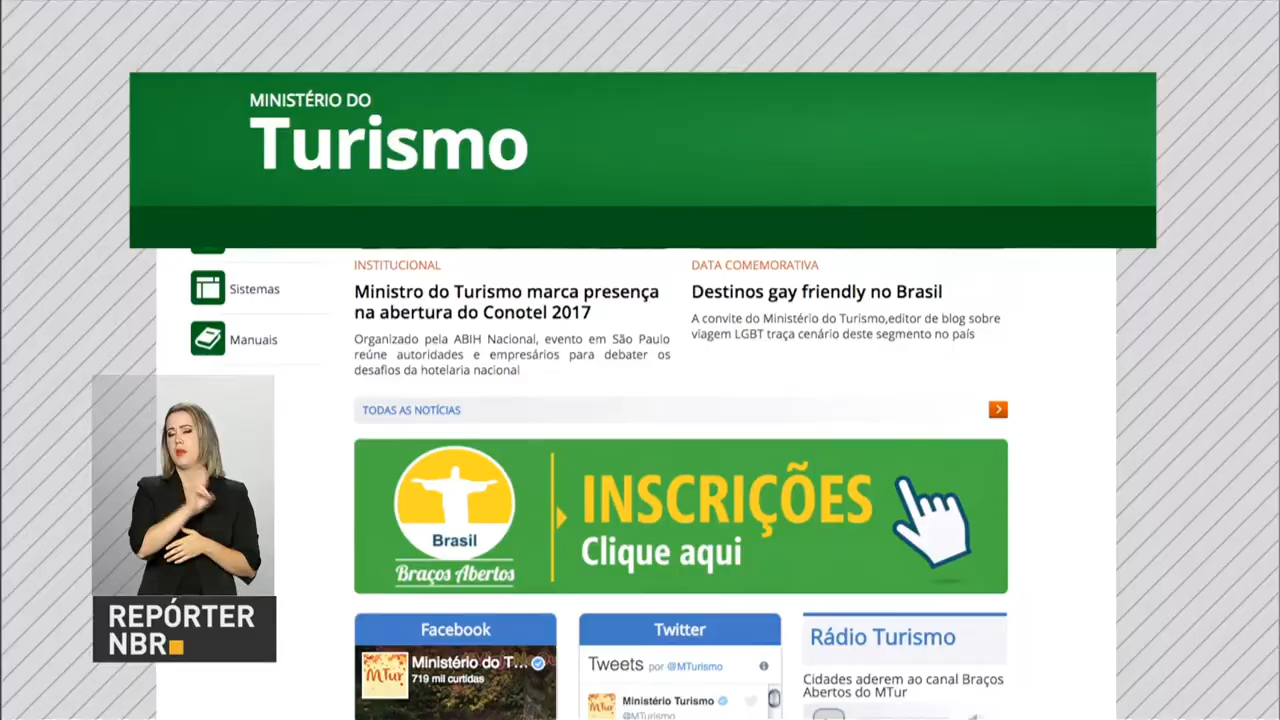 MINISTÉRIO DO
Turismo
Sistemas
Manuais
INSTITUCIONAL
Ministro do Turismo marca presença
na abertura do Conotel 2017
Organizado pela ABIH Nacional, evento em São Paulo
reúne autoridades e empresários para debater os
desafios da hotelaria nacional
DATA COMEMORATIVA
Destinos gay friendly no Brasil
A convite do Ministério do Turismo,editor de blog sobre
viagem LGBT traça cenário deste segmento no país
TODAS AS NOTÍCIAS
Brasil
Braços Abertos
INSCRIÇÕES
Clique aqui
REPÓRTER
NBR
Facebook
MTur
Ministério do T...
719 mil curtidas
Twitter
Tweets por @MTurismo
MTur
Ministério Turismo
@MTurismo
Rádio Turismo
Cidades aderem ao canal Braços
Abertos do MTur